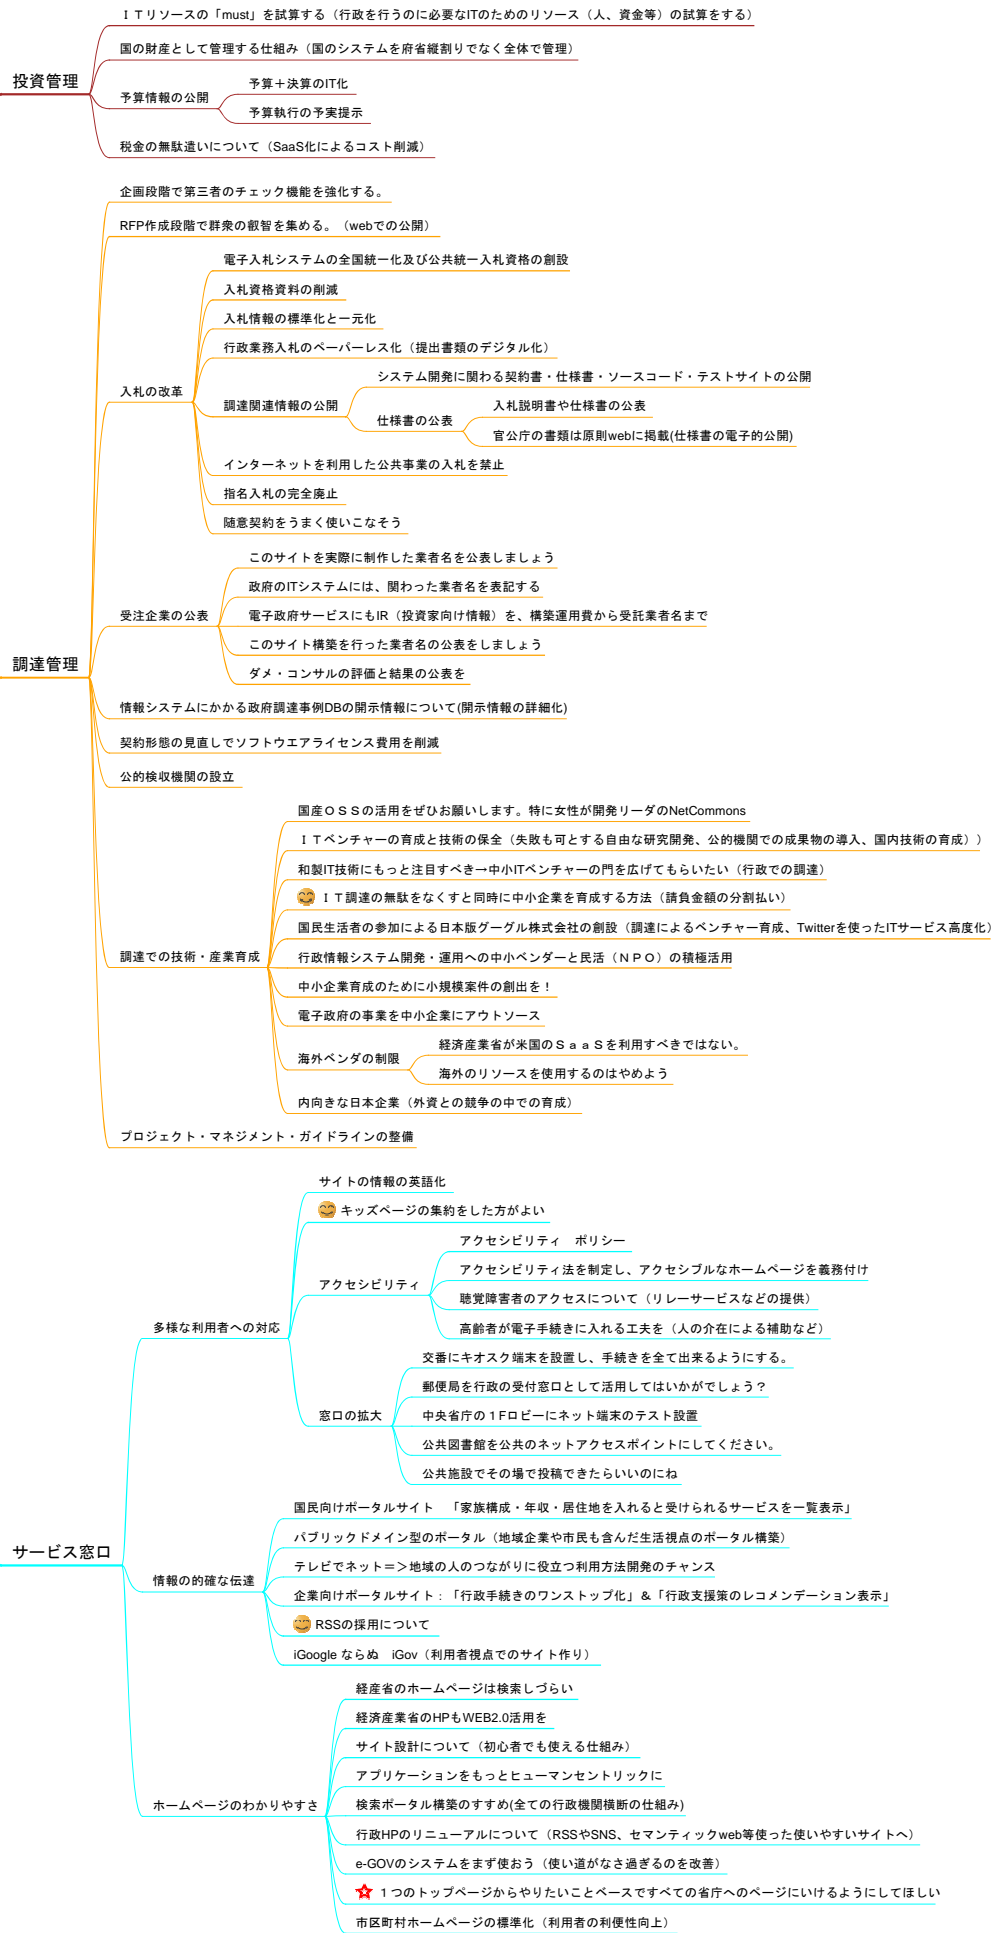 ＩＴリソースの「must」を試算する（行政を行うのに必要なITのためのリソース（人、資金等）の試算をする）
国の財産として管理する仕組み（国のシステムを府省縦割りでなく全体で管理）
投資管理
予算情報の公開
予算＋決算のIT化
予算執行の予実提示
税金の無駄遣いについて（SaaS化によるコスト削減）
企画段階で第三者のチェック機能を強化する。
RFP作成段階で群衆の叡智を集める。（webでの公開）
電子入札システムの全国統一化及び公共統一入札資格の創設
入札資格資料の削減
入札情報の標準化と一元化
行政業務入札のペーパーレス化（提出書類のデジタル化）
入札の改革
調達関連情報の公開
システム開発に関わる契約書・仕様書・ソースコード・テストサイトの公開
仕様書の公表
入札説明書や仕様書の公表
官公庁の書類は原則webに掲載(仕様書の電子的公開)
インターネットを利用した公共事業の入札を禁止
指名入札の完全廃止
随意契約をうまく使いこなそう
このサイトを実際に制作した業者名を公表しましょう
政府のITシステムには、関わった業者名を表記する
受注企業の公表
電子政府サービスにもIR（投資家向け情報）を、構築運用費から受託業者名まで
このサイト構築を行った業者名の公表をしましょう
ダメ・コンサルの評価と結果の公表を
調達管理
情報システムにかかる政府調達事例DBの開示情報について(開示情報の詳細化)
契約形態の見直しでソフトウエアライセンス費用を削減
公的検収機関の設立
国産ＯＳＳの活用をぜひお願いします。特に女性が開発リーダのNetCommons
ＩＴベンチャーの育成と技術の保全（失敗も可とする自由な研究開発、公的機関での成果物の導入、国内技術の育成））
和製IT技術にもっと注目すべき→中小ITベンチャーの門を広げてもらいたい（行政での調達）
ＩＴ調達の無駄をなくすと同時に中小企業を育成する方法（請負金額の分割払い）
国民生活者の参加による日本版グーグル株式会社の創設（調達によるベンチャー育成、Twitterを使ったITサービス高度化）
調達での技術・産業育成
行政情報システム開発・運用への中小ベンダーと民活（ＮＰＯ）の積極活用
中小企業育成のために小規模案件の創出を！
電子政府の事業を中小企業にアウトソース
海外ベンダの制限
経済産業省が米国のＳａａＳを利用すべきではない。
海外のリソースを使用するのはやめよう
内向きな日本企業（外資との競争の中での育成）
プロジェクト・マネジメント・ガイドラインの整備
サイトの情報の英語化
キッズページの集約をした方がよい
アクセシビリティ
アクセシビリティ　ポリシー
アクセシビリティ法を制定し、アクセシブルなホームページを義務付け
聴覚障害者のアクセスについて（リレーサービスなどの提供）
高齢者が電子手続きに入れる工夫を（人の介在による補助など）
多様な利用者への対応
窓口の拡大
交番にキオスク端末を設置し、手続きを全て出来るようにする。
郵便局を行政の受付窓口として活用してはいかがでしょう？
中央省庁の１Fロビーにネット端末のテスト設置
公共図書館を公共のネットアクセスポイントにしてください。
公共施設でその場で投稿できたらいいのにね
サービス窓口
情報の的確な伝達
国民向けポータルサイト　「家族構成・年収・居住地を入れると受けられるサービスを一覧表示」
パブリックドメイン型のポータル（地域企業や市民も含んだ生活視点のポータル構築）
テレビでネット＝＞地域の人のつながりに役立つ利用方法開発のチャンス
企業向けポータルサイト：「行政手続きのワンストップ化」＆「行政支援策のレコメンデーション表示」
RSSの採用について
iGoogle ならぬ　iGov（利用者視点でのサイト作り）
経産省のホームページは検索しづらい
経済産業省のHPもWEB2.0活用を
サイト設計について（初心者でも使える仕組み）
アプリケーションをもっとヒューマンセントリックに
ホームページのわかりやすさ
検索ポータル構築のすすめ(全ての行政機関横断の仕組み)
行政HPのリニューアルについて（RSSやSNS、セマンティックweb等使った使いやすいサイトへ）
e-GOVのシステムをまず使おう（使い道がなさ過ぎるのを改善）
１つのトップページからやりたいことベースですべての省庁へのページにいけるようにしてほしい
市区町村ホームページの標準化（利用者の利便性向上）